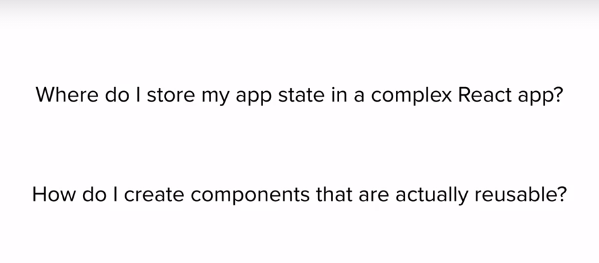 Where do I store my app state in a complex React app?
How do I create components that are actually reusable?